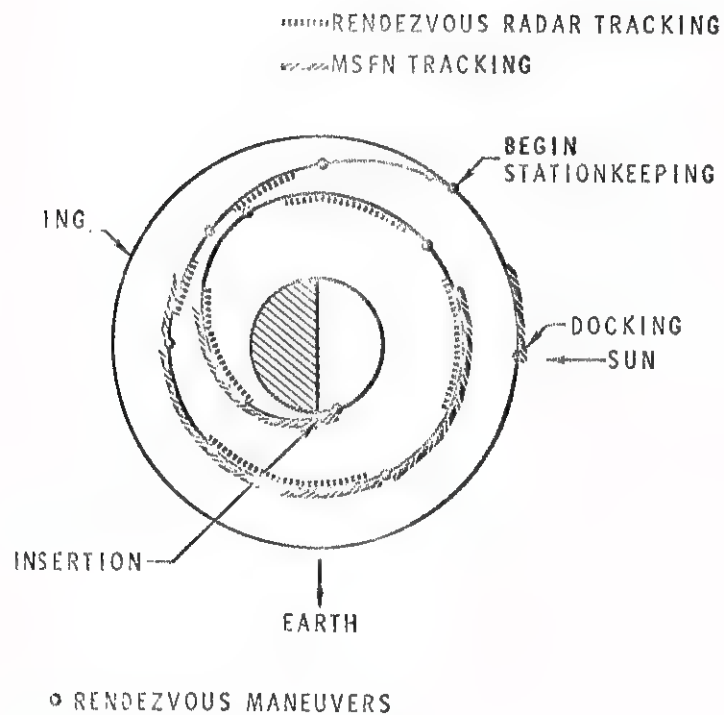 RENDEZVOUS RADAR TRACKING
MSFN TRACKING
BEGIN
STATIONKEEPING
ING.
DOCKING
SUN
INSERTION
EARTH
RENDEZVOUS MANEUVERS